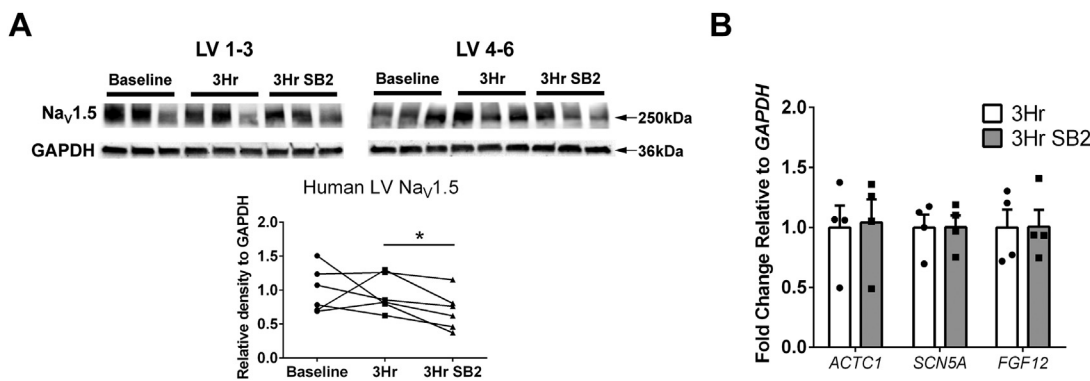 A
LV 1-3
LV 4-6
Baseline
3Hr
3Hr SB2
Baseline
3Hr
3Hr SB2
NaV1.5
250kDa
GAPDH
36kDa
Human LV NaV1.5
Relative density to GAPDH
2.0
1.5
1.0
0.5
0.0
*
Baseline
3Hr
3Hr SB2
B
Fold Change Relative to GAPDH
2.0
1.5
1.0
0.5
0.0
3Hr
3Hr SB2
ACTC1
SCN5A
FGF12